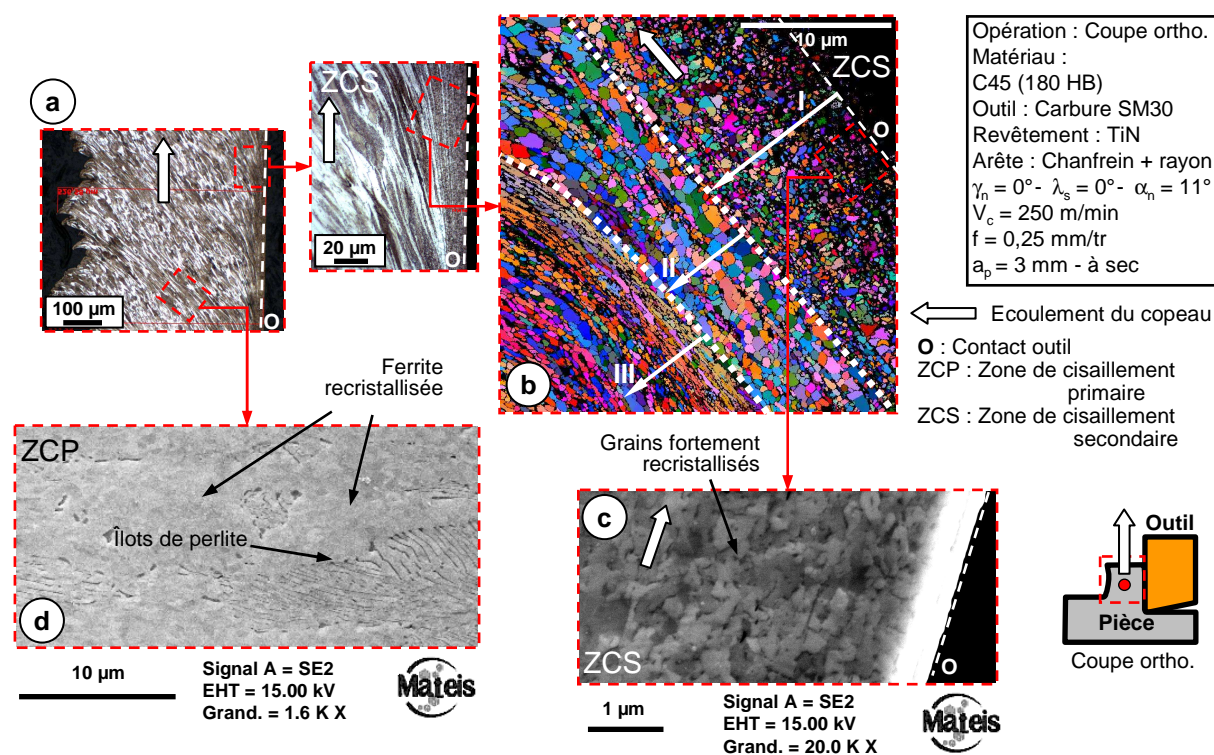 a
100 µm
O
ZCS
20 µm
O
10 µm
ZCS
I
O
II
III
b
Opération : Coupe ortho.
Matériau :
C45 (180 HB)
Outil : Carbure SM30
Revêtement : TiN
Arête : Chanfrein + rayon
γn = 0°- λs = 0°- αn = 11°
Vc = 250 m/min
f = 0,25 mm/tr
ap = 3 mm - à sec
Ecoulement du copeau
O : Contact outil
ZCP : Zone de cisaillement
primaire
ZCS : Zone de cisaillement
secondaire
Ferrite
recristallisée
ZCP
Îlots de perlite
d
10 µm
Signal A = SE2
EHT = 15.00 kV
Grand. = 1.6 K X
Mateis
Grains fortement
recristallisés
c
ZCS
O
1 µm
Signal A = SE2
EHT = 15.00 kV
Grand. = 20.0 K X
Mateis
Outil
Pièce
Coupe ortho.